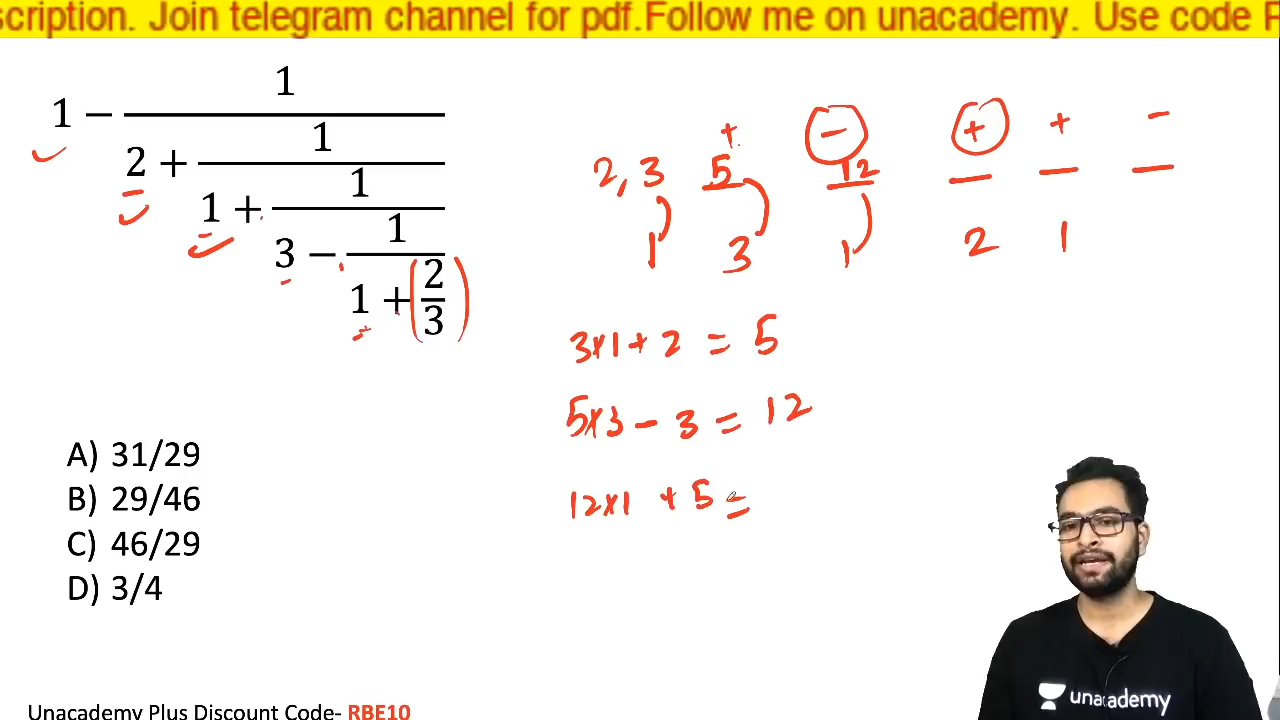 scription. Join telegram channel for pdf.Follow me on unacademy. Use code R
1 − 1
2 + 1
1 + 1
3 − 1
1 + (2/3)
+ − + + −
2, 3 5 12
1 3 1 2 1
3×1 + 2 = 5
5×3 − 3 = 12
12×1 + 5 =
A) 31/29
B) 29/46
C) 46/29
D) 3/4
unacademy
Unacademy Plus Discount Code- RBE10